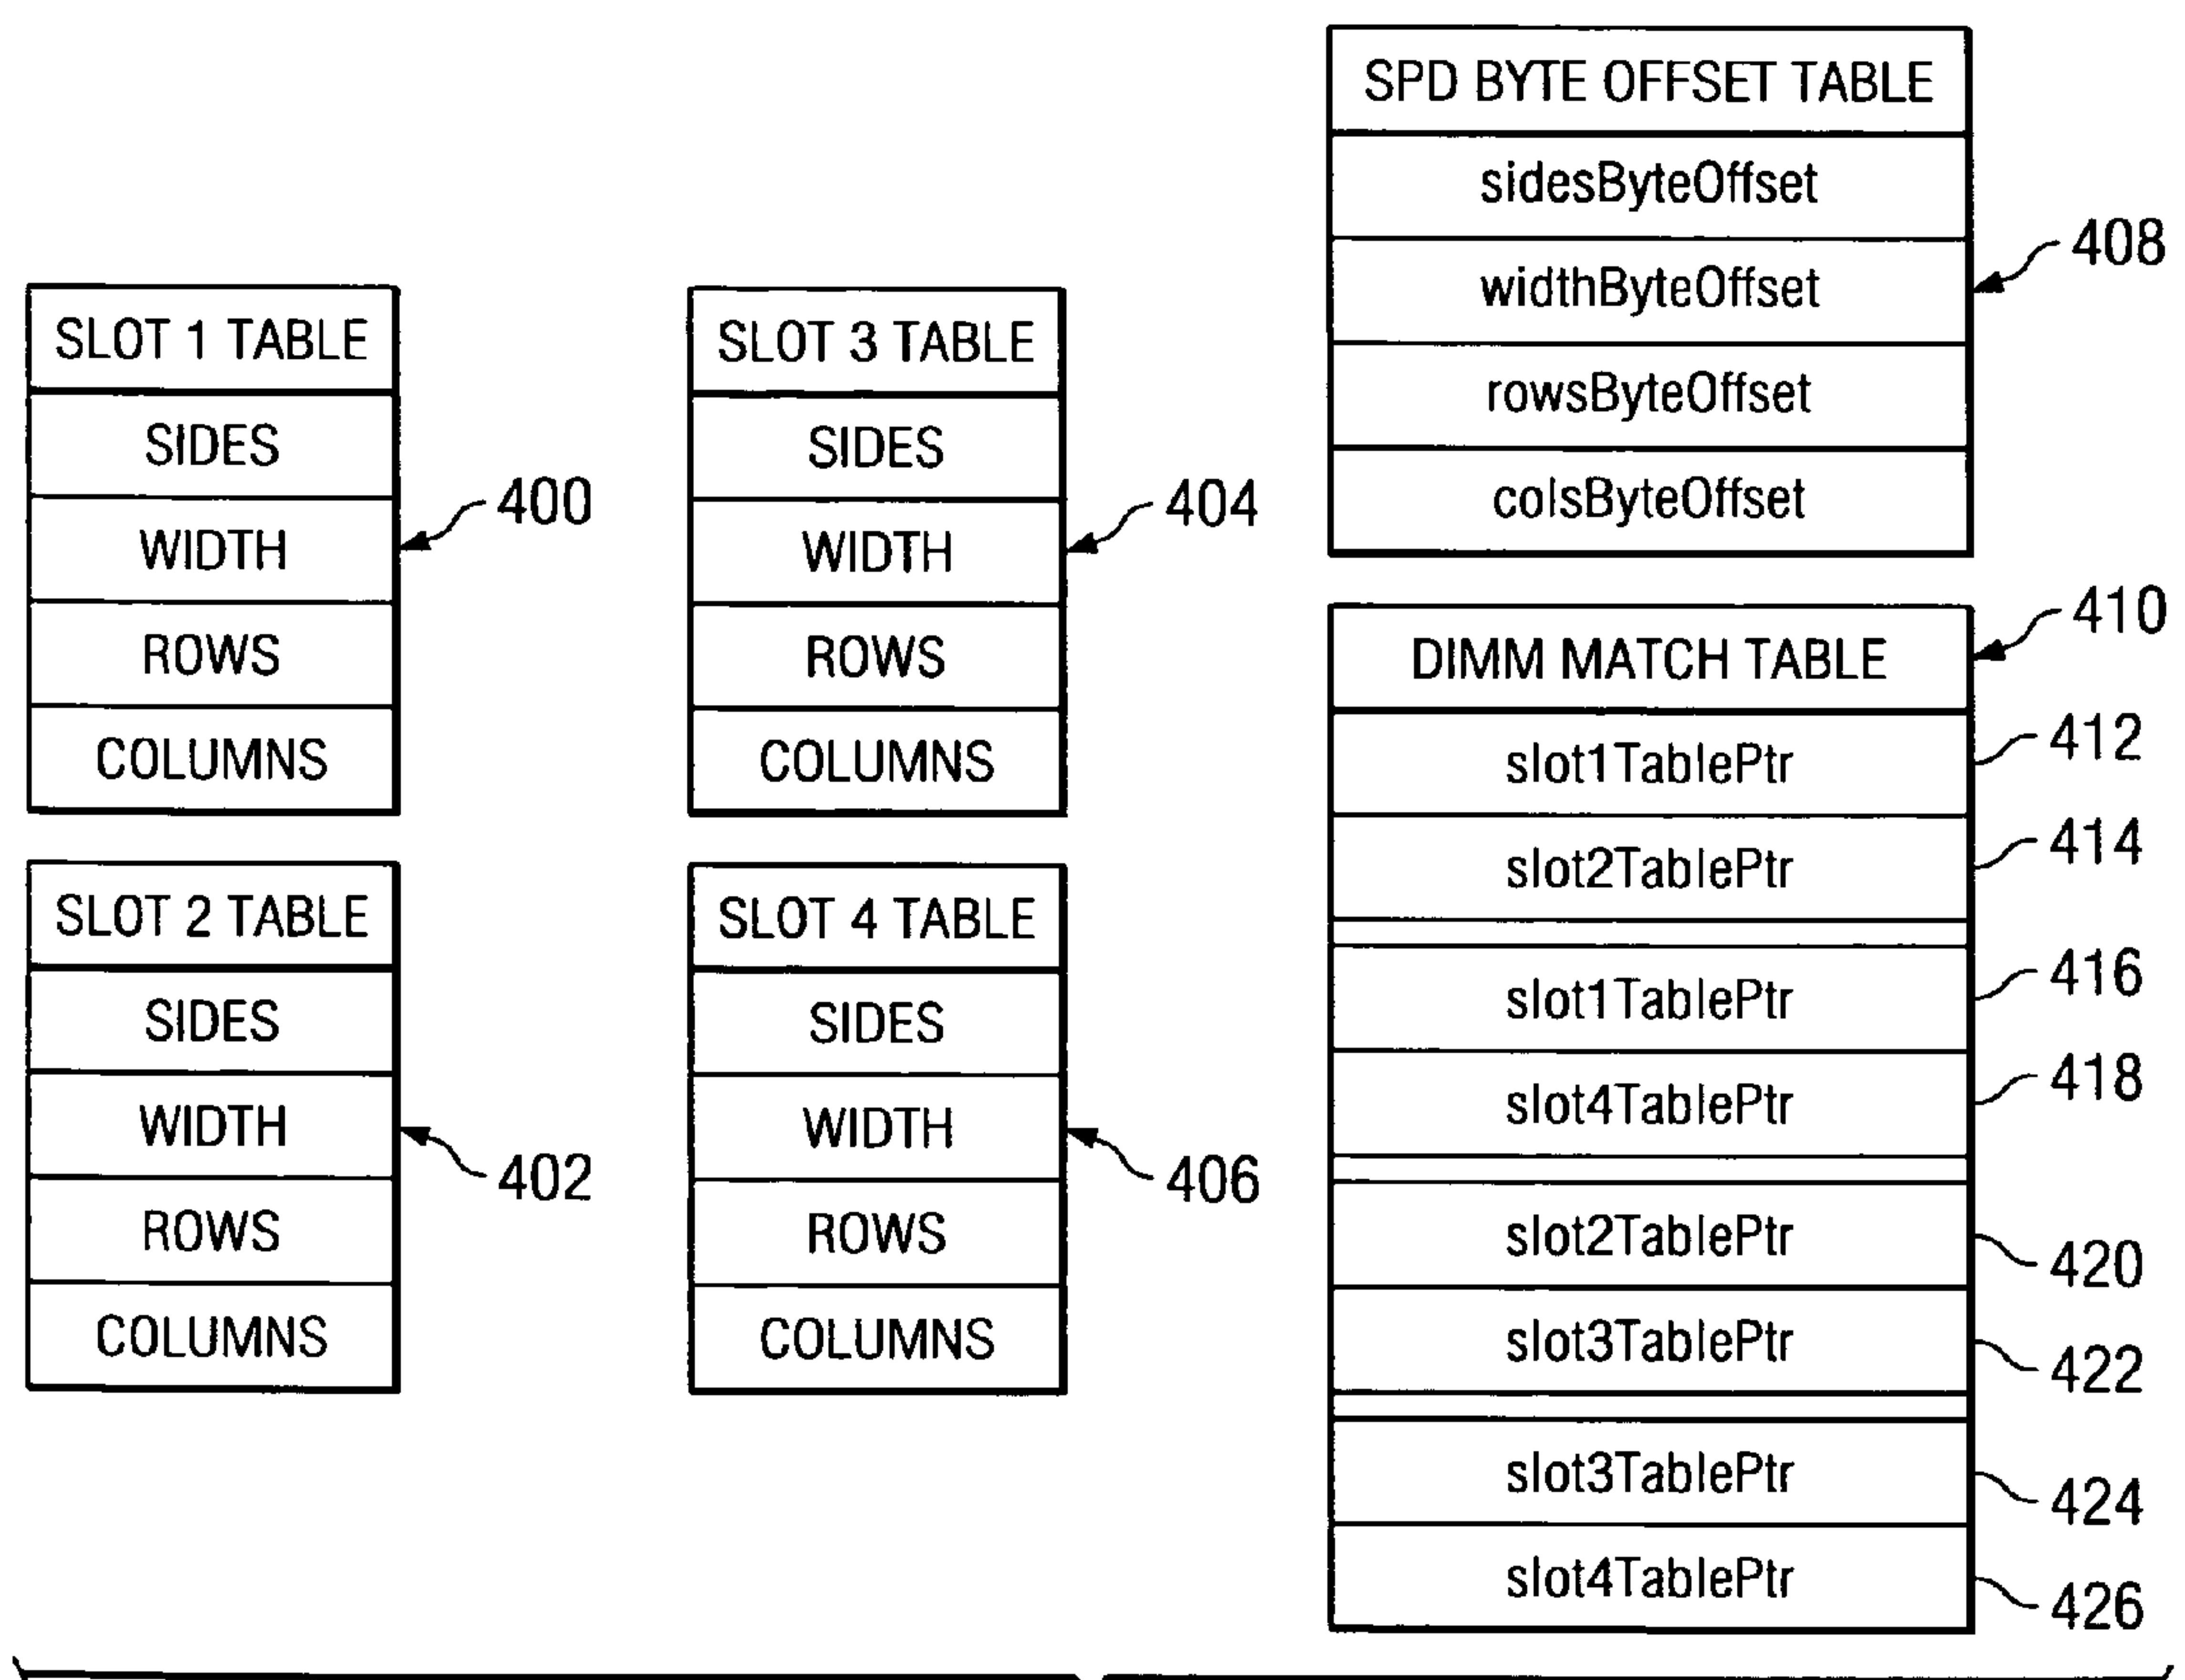 SLOT 1 TABLE
SIDES
WIDTH
ROWS
COLUMNS
400
SLOT 2 TABLE
SIDES
WIDTH
ROWS
COLUMNS
402
SLOT 3 TABLE
SIDES
WIDTH
ROWS
COLUMNS
404
SLOT 4 TABLE
SIDES
WIDTH
ROWS
COLUMNS
406
SPD BYTE OFFSET TABLE
sidesByteOffset
widthByteOffset
rowsByteOffset
colsByteOffset
408
DIMM MATCH TABLE
410
slot1TablePtr
412
slot2TablePtr
414
slot1TablePtr
416
slot4TablePtr
418
slot2TablePtr
420
slot3TablePtr
422
slot3TablePtr
424
slot4TablePtr
426